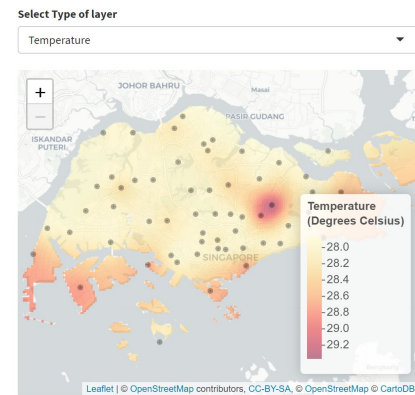 Select Type of layer
Temperature
+
−
JOHOR BAHRU
Masai
PASIR GUDANG
ISKANDAR
PUTERI
SINGAPORE
Temperature
(Degrees Celsius)
28.0
28.2
28.4
28.6
28.8
29.0
29.2
Leaflet | © OpenStreetMap contributors, CC-BY-SA, © OpenStreetMap © CartoDB